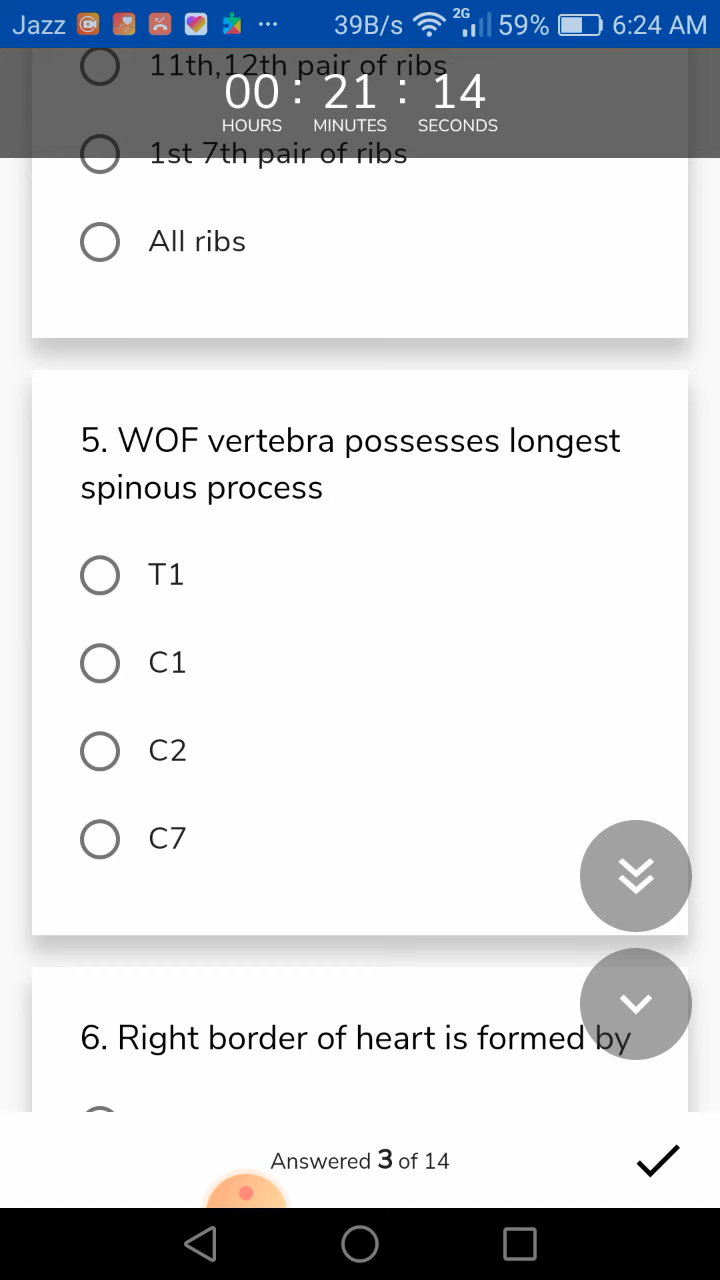 Jazz 39B/s 2G 59% 6:24 AM
11th,12th pair of ribs
00 : 21 : 14
HOURS MINUTES SECONDS
1st 7th pair of ribs
All ribs
5. WOF vertebra possesses longest
spinous process
T1
C1
C2
C7
6. Right border of heart is formed by
Answered 3 of 14